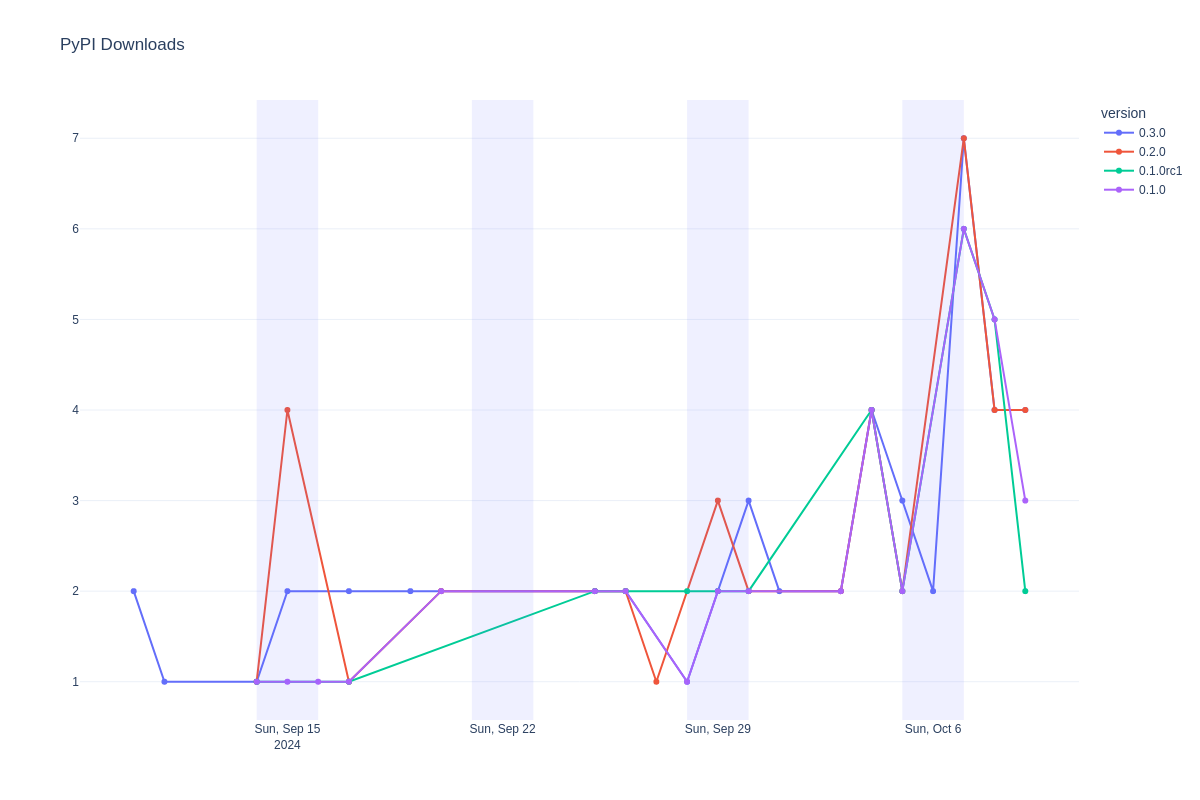 PyPI Downloads
version
0.3.0
0.2.0
0.1.0rc1
0.1.0
7
6
5
4
3
2
1
Sun, Sep 15
2024
Sun, Sep 22
Sun, Sep 29
Sun, Oct 6